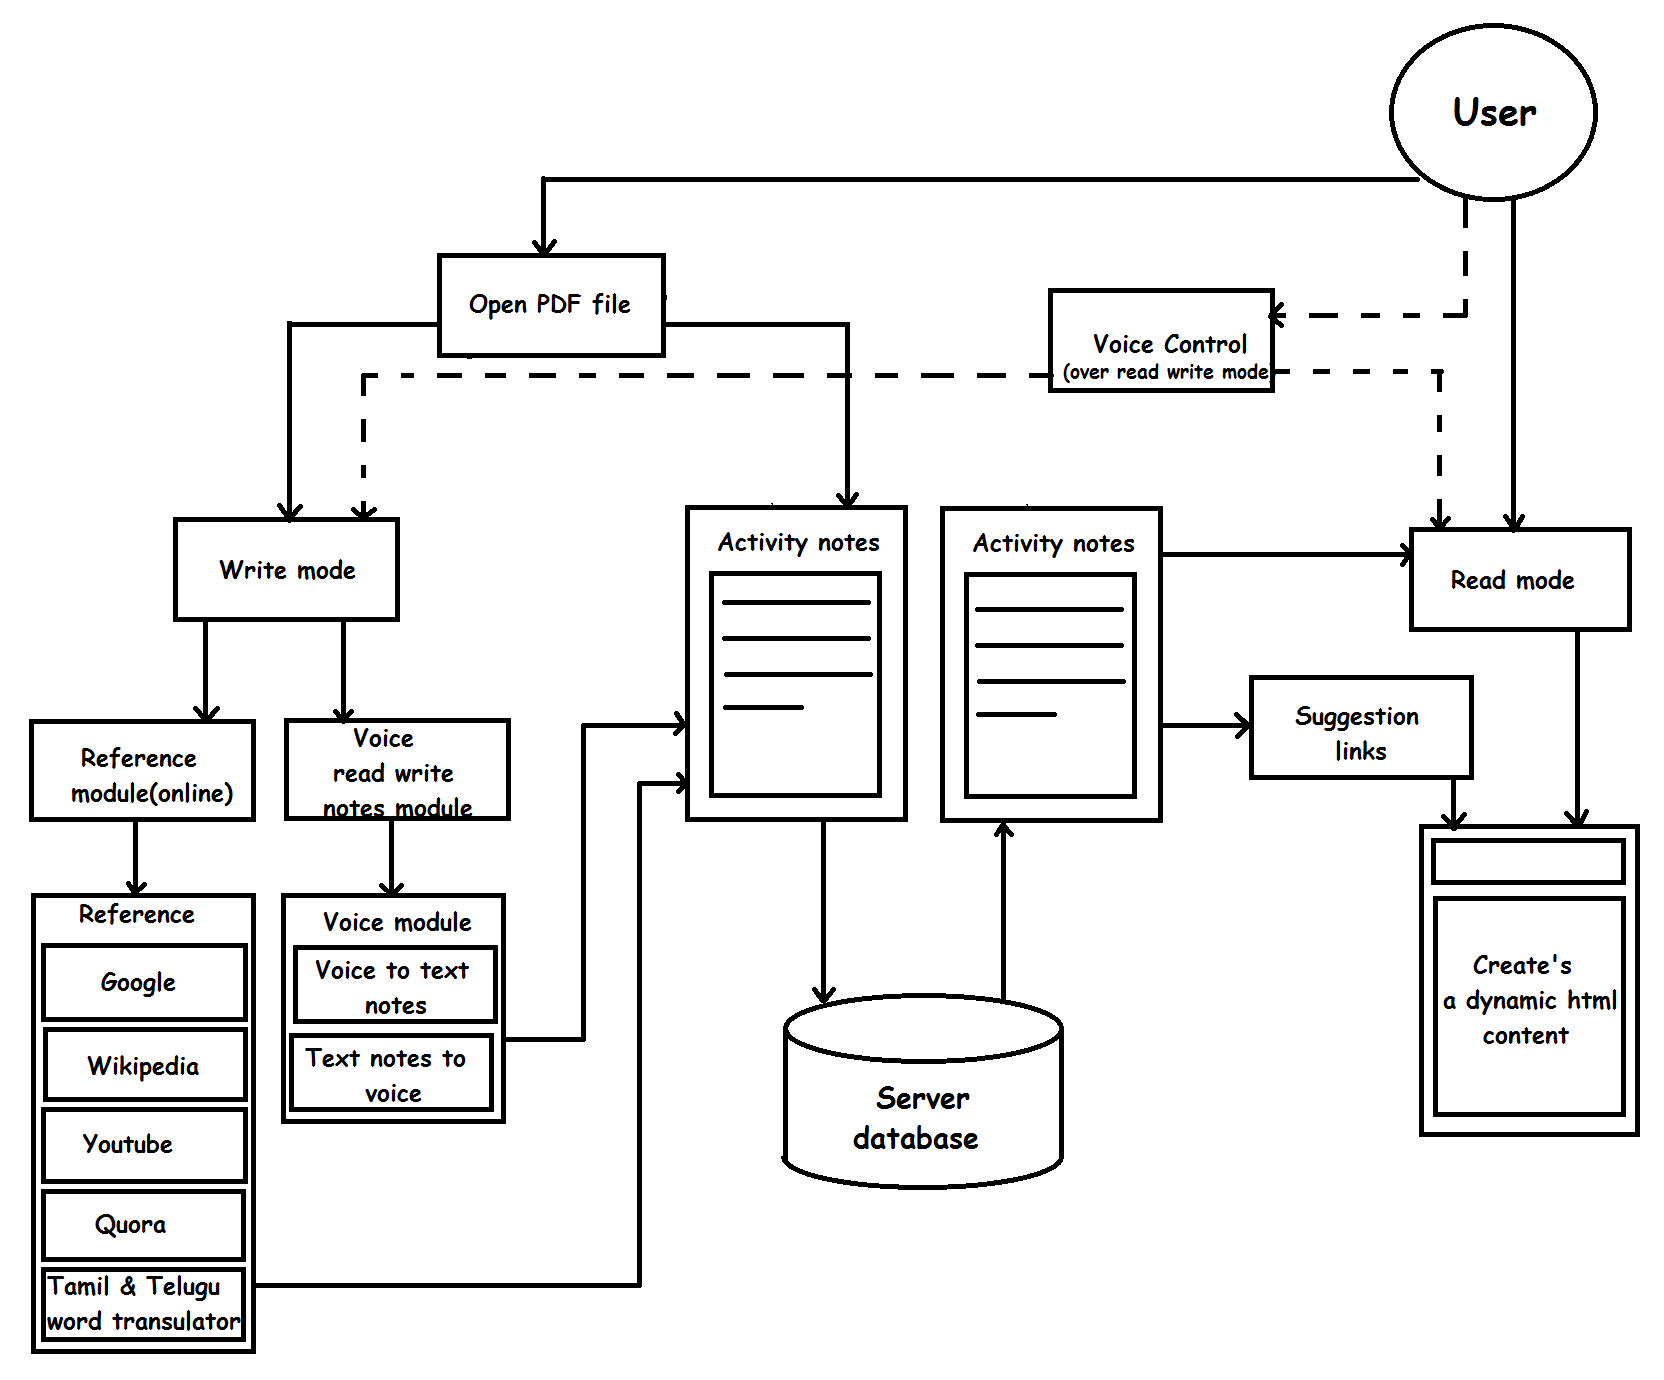 User
Open PDF file
Voice Control
(over read write mode)
Write mode
Activity notes
Activity notes
Read mode
Suggestion
links
Reference
module(online)
Voice
read write
notes module
Reference
Google
Wikipedia
Youtube
Quora
Tamil & Telugu
word transulator
Voice module
Voice to text
notes
Text notes to
voice
Server
database
Create's
a dynamic html
content